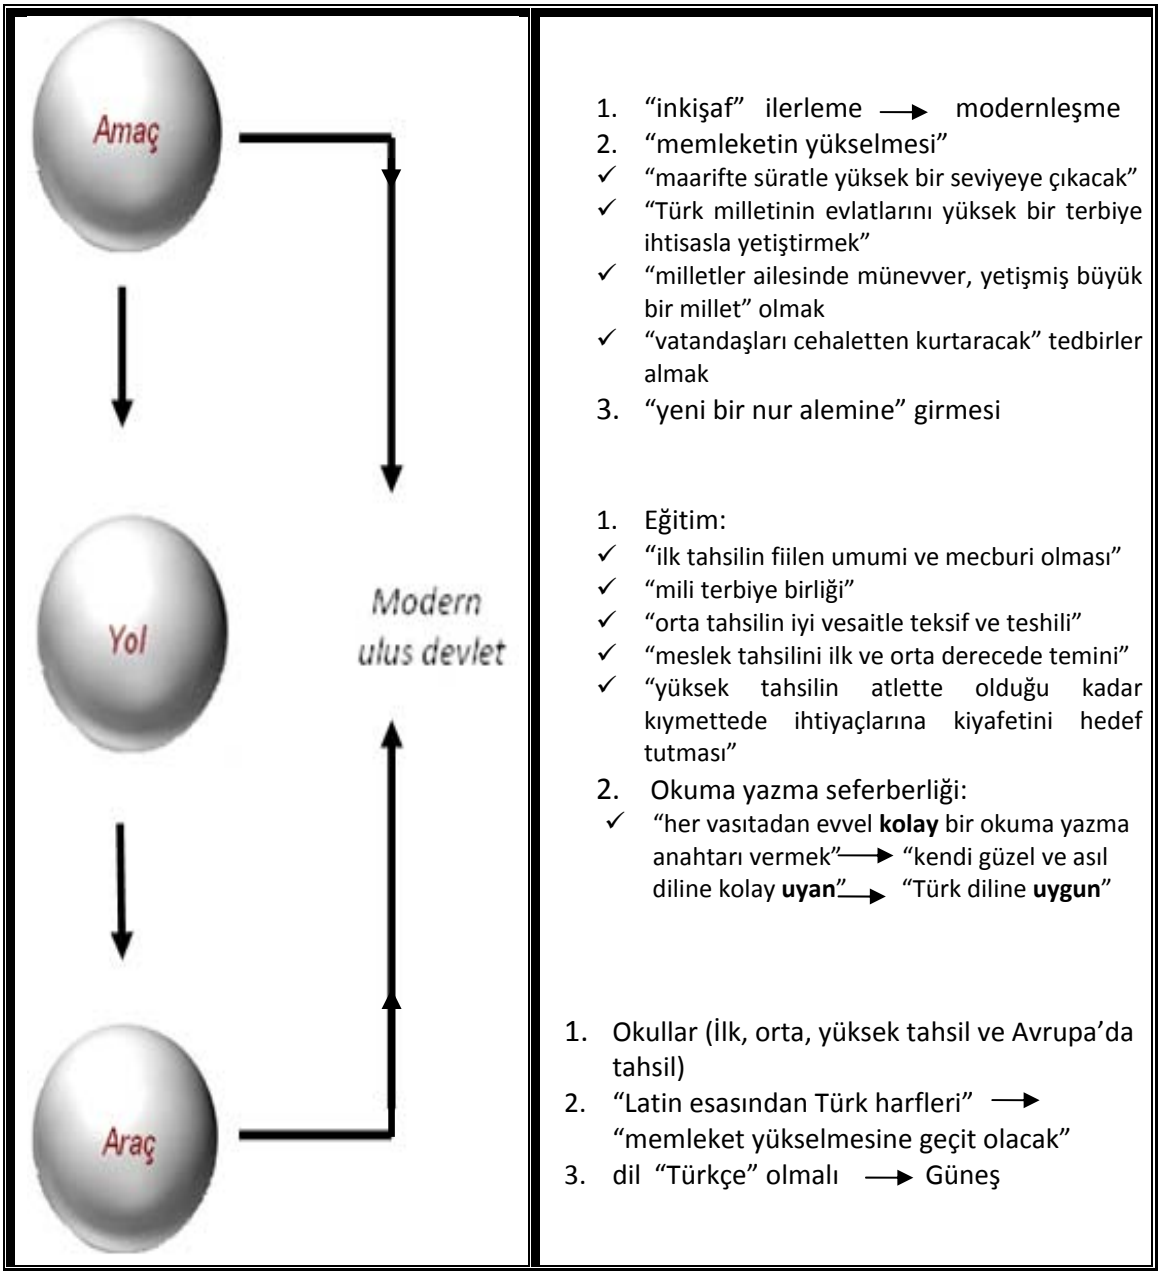 Amaç
1. “inkişaf” ilerleme → modernleşme
2. “memleketin yükselmesi”
✓ “maarifte süratle yüksek bir seviyeye çıkacak”
✓ “Türk milletinin evlatlarını yüksek bir terbiye
ihtisasla yetiştirmek”
✓ “milletler ailesinde münevver, yetişmiş büyük
bir millet” olmak
✓ “vatandaşları cehaletten kurtaracak” tedbirler
almak
3. “yeni bir nur alemine” girmesi
Yol
Modern
ulus devlet
1. Eğitim:
✓ “ilk tahsilin fiilen umumi ve mecburi olması”
✓ “mili terbiye birliği”
✓ “orta tahsilin iyi vesaitle teksif ve teshili”
✓ “meslek tahsilini ilk ve orta derecede temini”
✓ “yüksek tahsilin atlette olduğu kadar
kıymettede ihtiyaçlarına kiyafetini hedef
tutması”
2. Okuma yazma seferberliği:
✓ “her vasıtadan evvel kolay bir okuma yazma
anahtarı vermek” → “kendi güzel ve asıl
diline kolay uyan” → “Türk diline uygun”
Araç
1. Okullar (İlk, orta, yüksek tahsil ve Avrupa’da
tahsil)
2. “Latin esasından Türk harfleri” →
“memleket yükselmesine geçit olacak”
3. dil “Türkçe” olmalı → Güneş